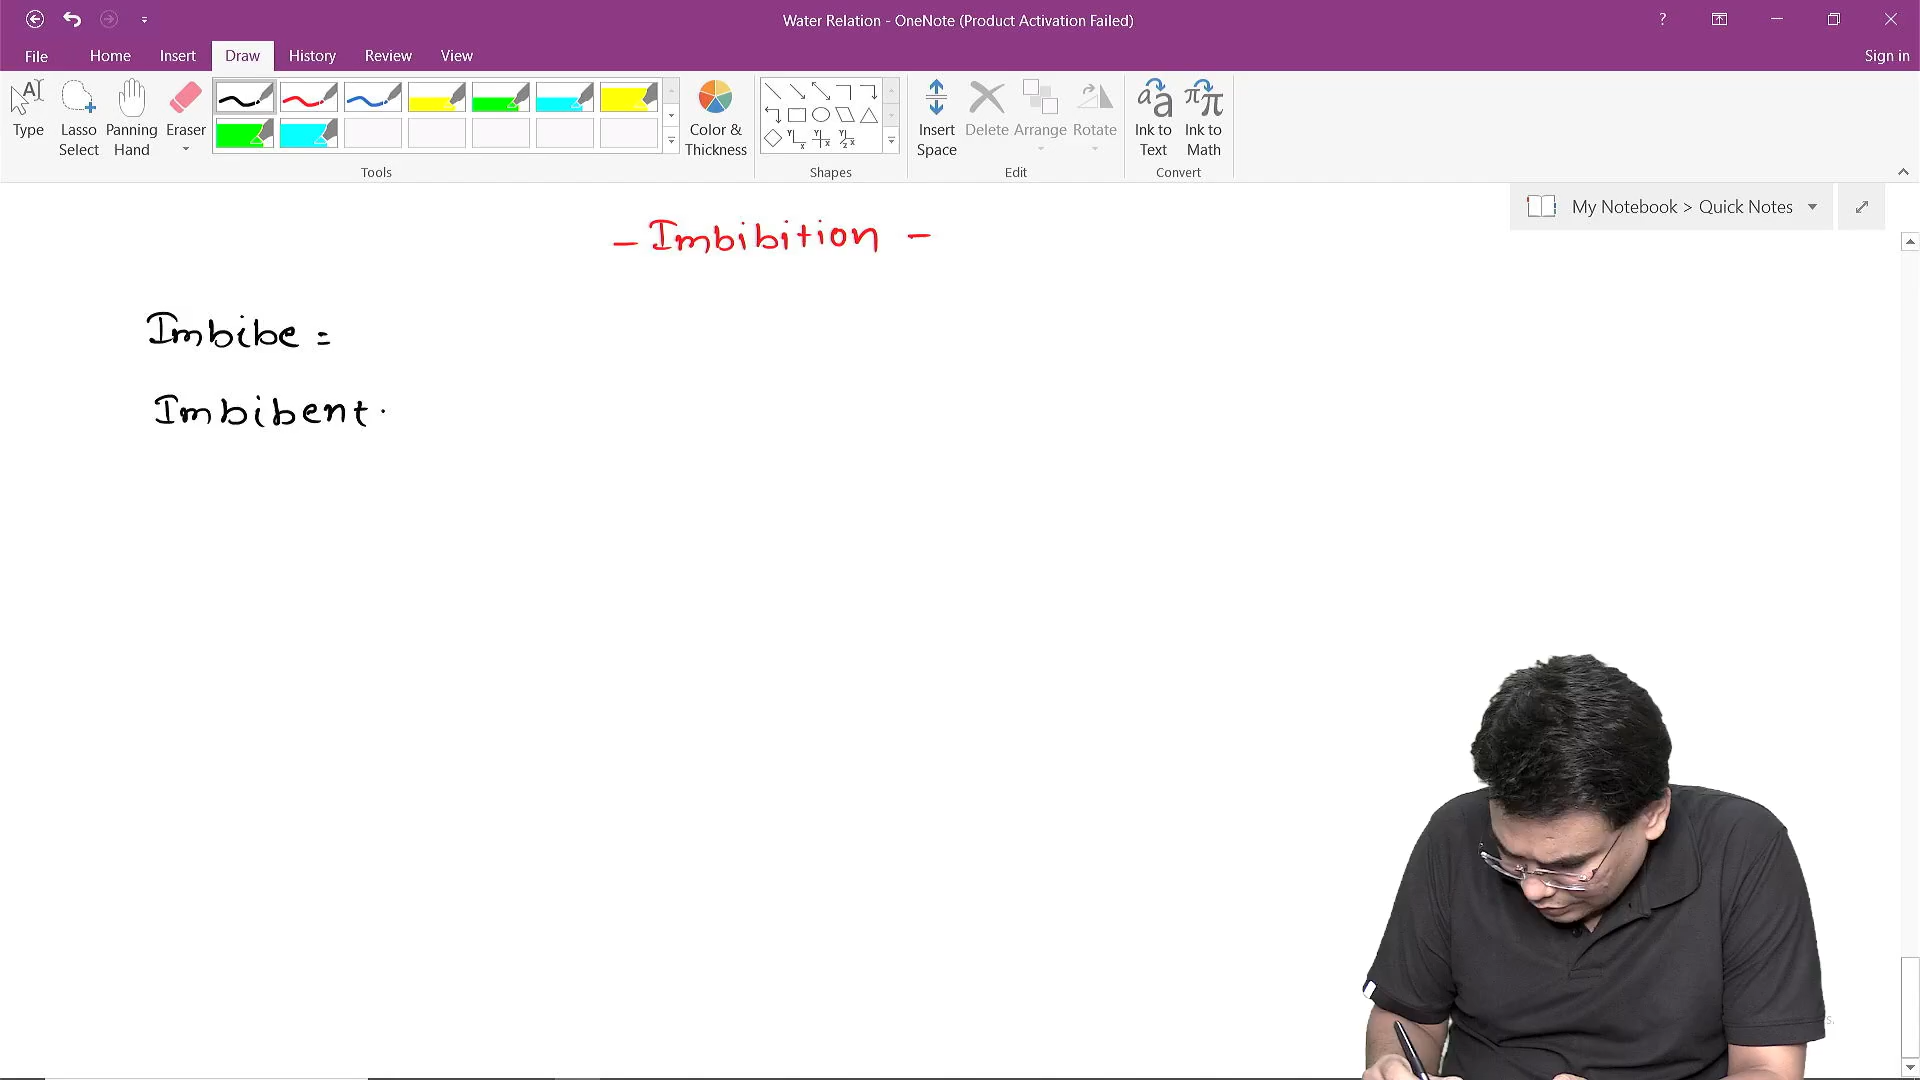 Water Relation - OneNote (Product Activation Failed)
?
File Home Insert Draw History Review View
Sign in
Type
Lasso Select
Panning Hand
Eraser
Color & Thickness
Insert Space
Delete
Arrange
Rotate
Ink to Text
Ink to Math
Tools
Shapes
Edit
Convert
My Notebook > Quick Notes
- Imbibition -
Imbibe =
Imbibent ·